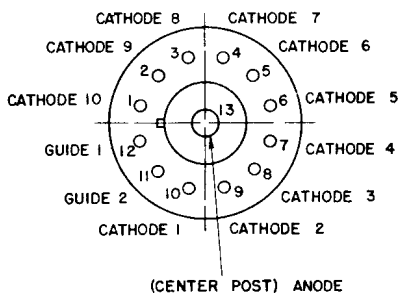 CATHODE 8 CATHODE 7
CATHODE 9 CATHODE 6
3 4
2 5
CATHODE 10 1 13 6 CATHODE 5
GUIDE 1 12 7 CATHODE 4
11 8
GUIDE 2 10 9 CATHODE 3
CATHODE 1 CATHODE 2
(CENTER POST) ANODE